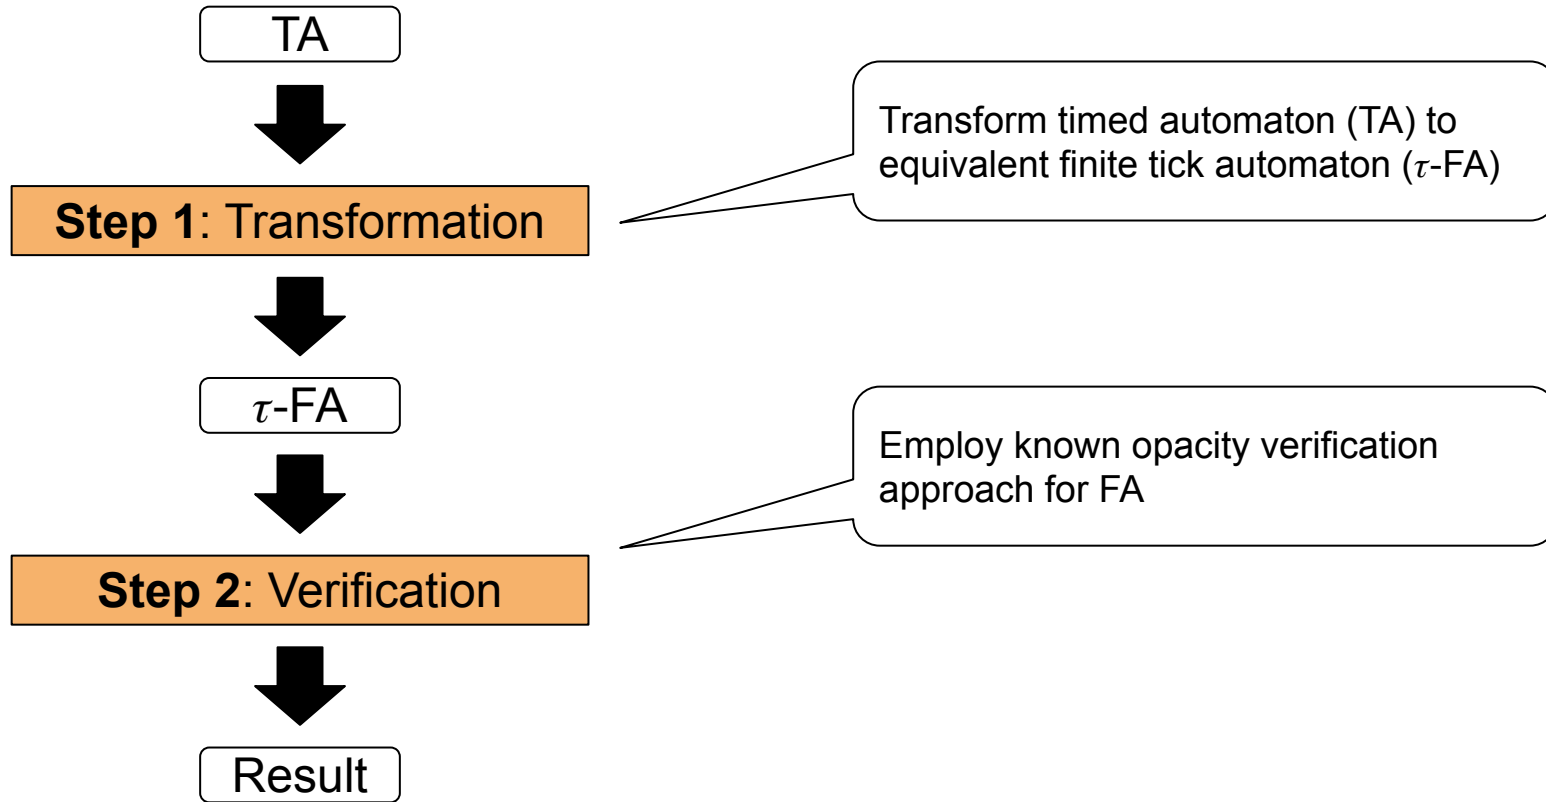 TA
Transform timed automaton (TA) to
equivalent finite tick automaton (τ-FA)
Step 1: Transformation
τ-FA
Employ known opacity verification
approach for FA
Step 2: Verification
Result